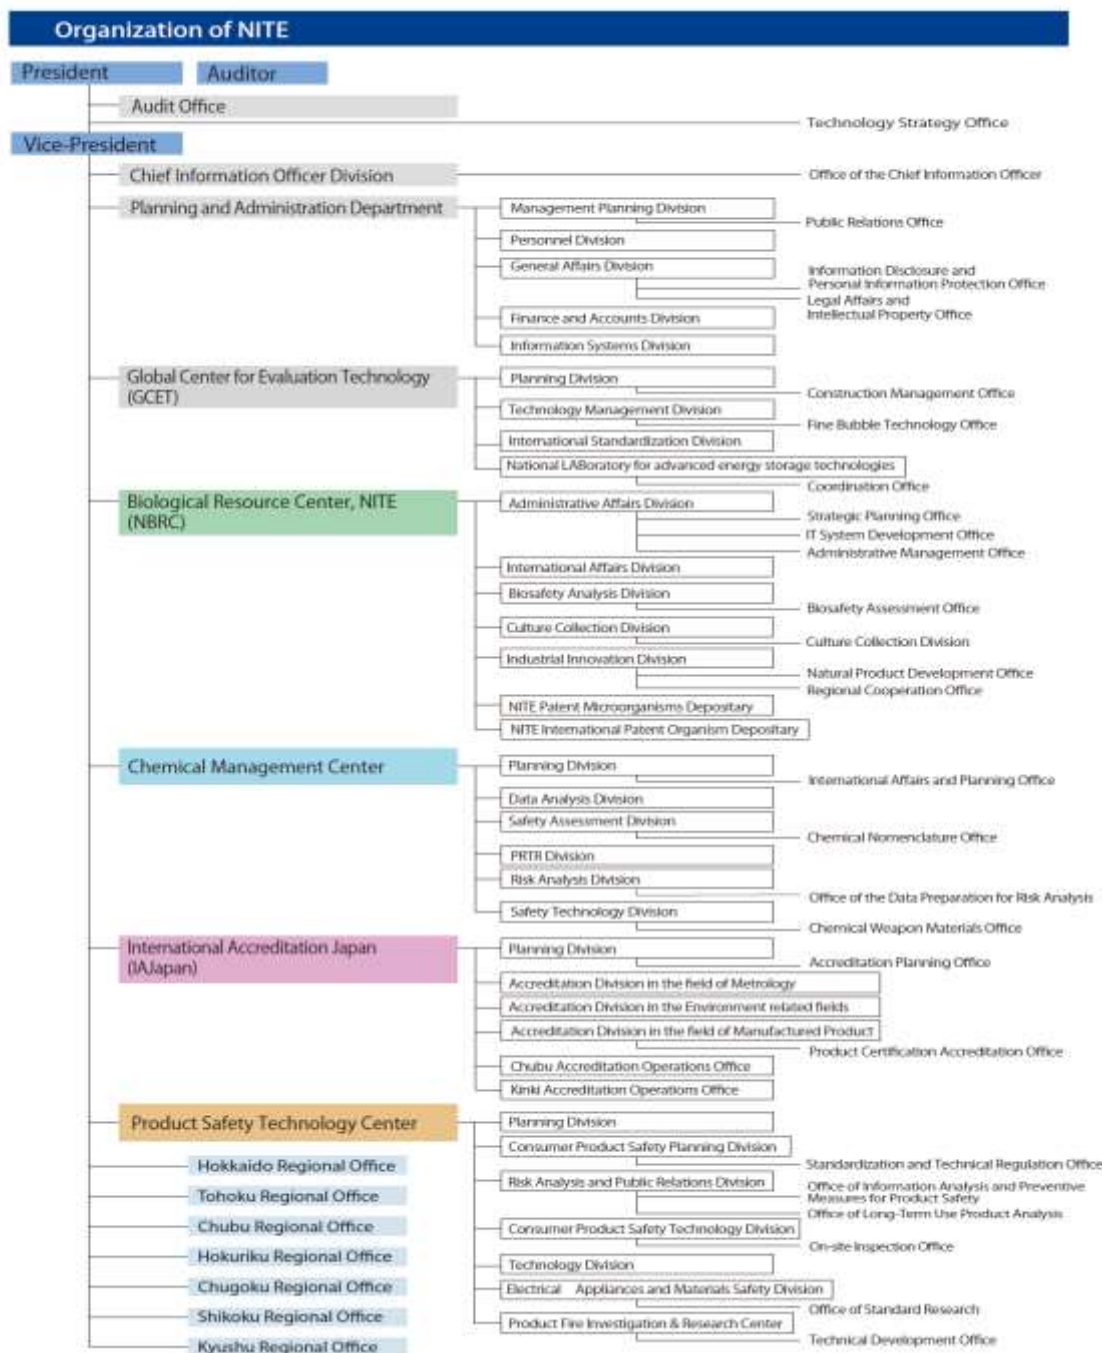 Organization of NITE
President
Auditor
Audit Office
Technology Strategy Office
Vice-President
Chief Information Officer Division
Office of the Chief Information Officer
Planning and Administration Department
Management Planning Division
Public Relations Office
Personnel Division
General Affairs Division
Information Disclosure and
Personal Information Protection Office
Legal Affairs and
Intellectual Property Office
Finance and Accounts Division
Information Systems Division
Global Center for Evaluation Technology
(GCET)
Planning Division
Construction Management Office
Technology Management Division
Fine Bubble Technology Office
International Standardization Division
National LABoratory for advanced energy storage technologies
Coordination Office
Biological Resource Center, NITE
(NBRC)
Administrative Affairs Division
Strategic Planning Office
IT System Development Office
Administrative Management Office
International Affairs Division
Biosafety Analysis Division
Biosafety Assessment Office
Culture Collection Division
Culture Collection Division
Industrial Innovation Division
Natural Product Development Office
Regional Cooperation Office
NITE Patent Microorganisms Depositary
NITE International Patent Organism Depositary
Chemical Management Center
Planning Division
International Affairs and Planning Office
Data Analysis Division
Safety Assessment Division
Chemical Nomenclature Office
PRTR Division
Risk Analysis Division
Office of the Data Preparation for Risk Analysis
Safety Technology Division
Chemical Weapon Materials Office
International Accreditation Japan
(IAJapan)
Planning Division
Accreditation Planning Office
Accreditation Division in the field of Metrology
Accreditation Division in the Environment related fields
Accreditation Division in the field of Manufactured Product
Product Certification Accreditation Office
Chubu Accreditation Operations Office
Kinki Accreditation Operations Office
Product Safety Technology Center
Planning Division
Consumer Product Safety Planning Division
Standardization and Technical Regulation Office
Risk Analysis and Public Relations Division
Office of Information Analysis and Preventive
Measures for Product Safety
Office of Long-Term Use Product Analysis
Consumer Product Safety Technology Division
On-site Inspection Office
Technology Division
Electrical Appliances and Materials Safety Division
Office of Standard Research
Product Fire Investigation & Research Center
Technical Development Office
Hokkaido Regional Office
Tohoku Regional Office
Chubu Regional Office
Hokuriku Regional Office
Chugoku Regional Office
Shikoku Regional Office
Kyushu Regional Office